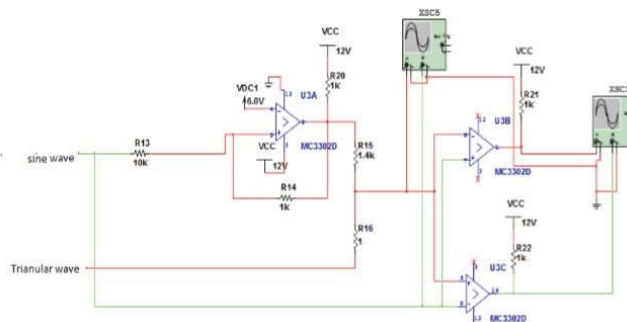 XSC5
VCC
12V
R20
1k
VDC1
6.0V
U3A
MC3302D
VCC
12V
R13
10k
sine wave
R14
1k
R15
1.4k
R16
1
Trianular wave
VCC
12V
R21
1k
U3B
MC3302D
VCC
12V
R22
1k
U3C
14
MC3302D